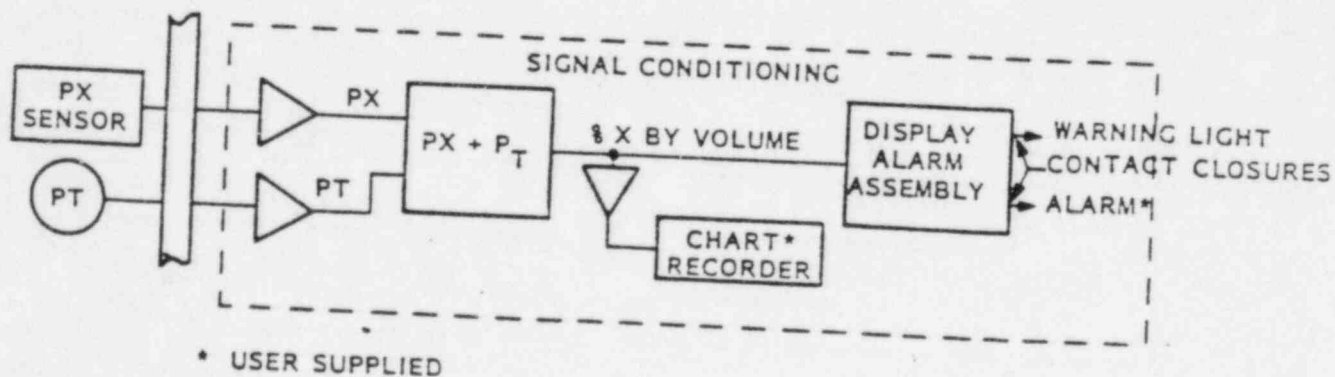 SIGNAL CONDITIONING
PX
SENSOR
PX
PX + P_T
% X BY VOLUME
DISPLAY
ALARM
ASSEMBLY
WARNING LIGHT
CONTACT CLOSURES
ALARM*
PT
PT
CHART*
RECORDER
* USER SUPPLIED